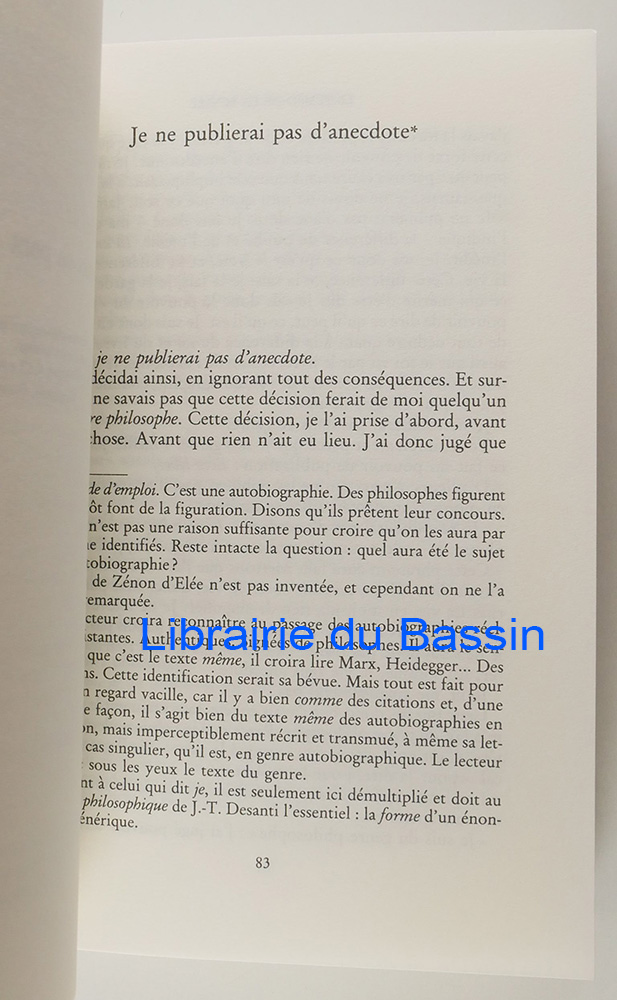 Je ne publierai pas d'anecdote*
je ne publierai pas d'anecdote.
décidai ainsi, en ignorant tout des conséquences. Et sur-
ne savais pas que cette décision ferait de moi quelqu'un
re philosophe. Cette décision, je l'ai prise d'abord, avant
chose. Avant que rien n'ait eu lieu. J'ai donc jugé que
de d'emploi. C'est une autobiographie. Des philosophes figurent
ôt font de la figuration. Disons qu'ils prêtent leur concours.
n'est pas une raison suffisante pour croire qu'on les aura par
e identifiés. Reste intacte la question : quel aura été le sujet
tobiographie ?
de Zénon d'Elée n'est pas inventée, et cependant on ne l'a
remarquée.
cteur croira reconnaître au passage des autobiographies
stantes. de philosophes. Il aura le
Librairie du Bassin
que c'est le texte même, il croira lire Marx, Heidegger... Des
ns. Cette identification serait sa bévue. Mais tout est fait pour
n regard vacille, car il y a bien comme des citations et, d'une
e façon, il s'agit bien du texte même des autobiographies en
on, mais imperceptiblement récrit et transmué, à même sa let-
cas singulier, qu'il est, en genre autobiographique. Le lecteur
sous les yeux le texte du genre.
nt à celui qui dit je, il est seulement ici démultiplié et doit au
philosophique de J.-T. Desanti l'essentiel : la forme d'un énon-
énérique.
83